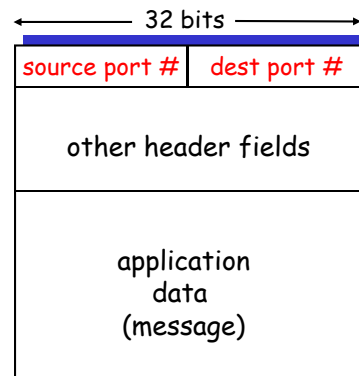 32 bits
source port # dest port #
other header fields
application
data
(message)